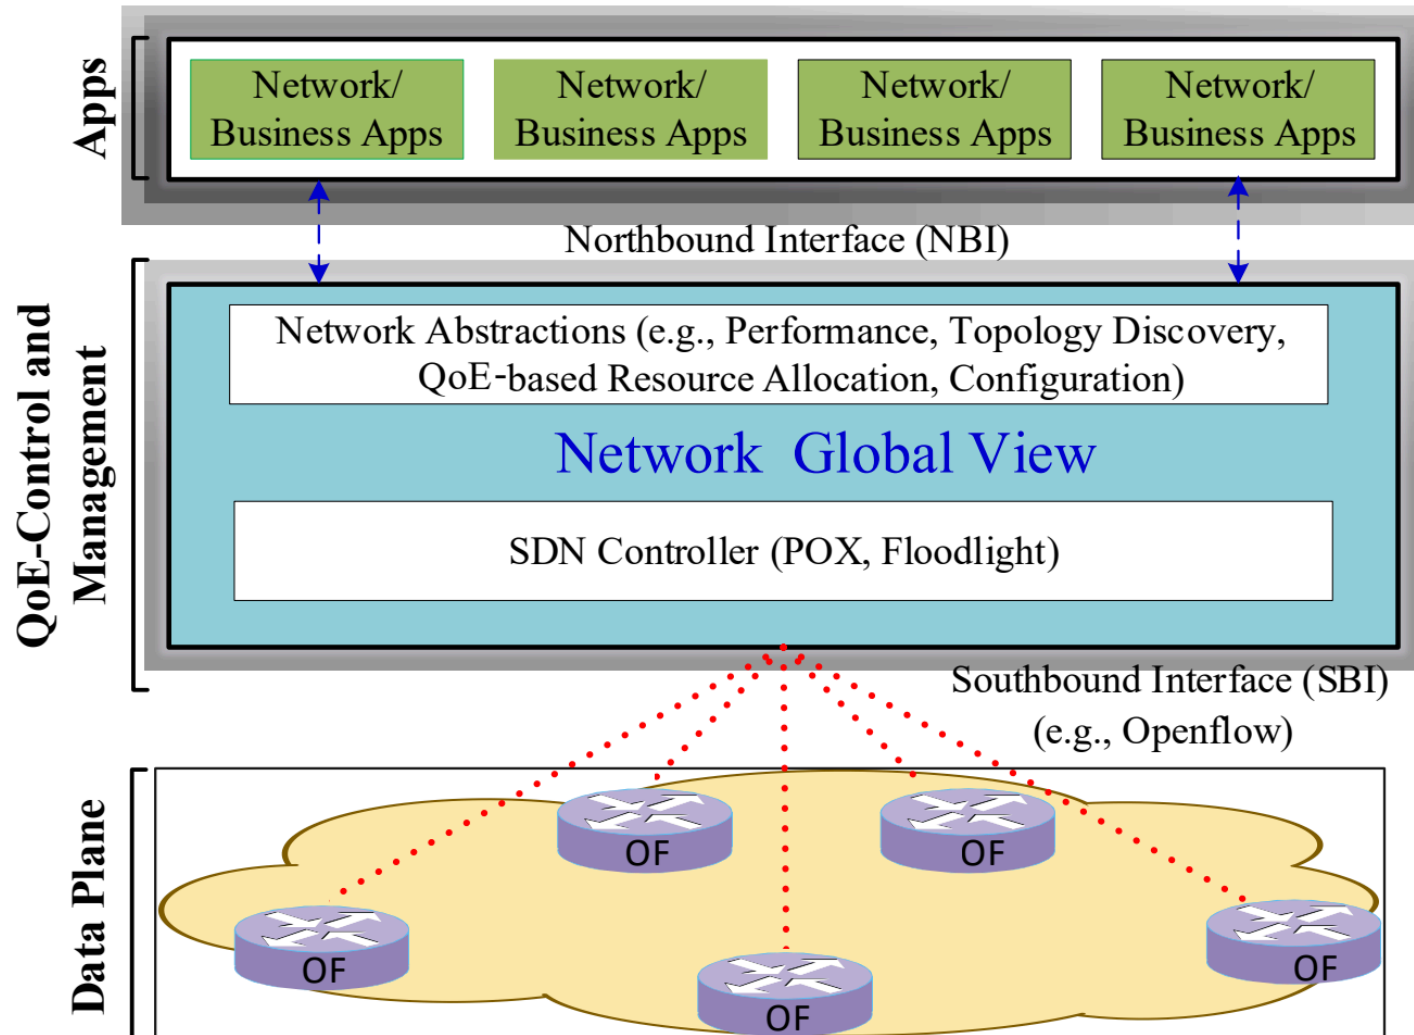 Apps
Network/
Business Apps
Network/
Business Apps
Network/
Business Apps
Network/
Business Apps
Northbound Interface (NBI)
QoE-Control and
Management
Network Abstractions (e.g., Performance, Topology Discovery,
QoE-based Resource Allocation, Configuration)
Network Global View
SDN Controller (POX, Floodlight)
Southbound Interface (SBI)
(e.g., Openflow)
Data Plane
OF
OF
OF
OF
OF